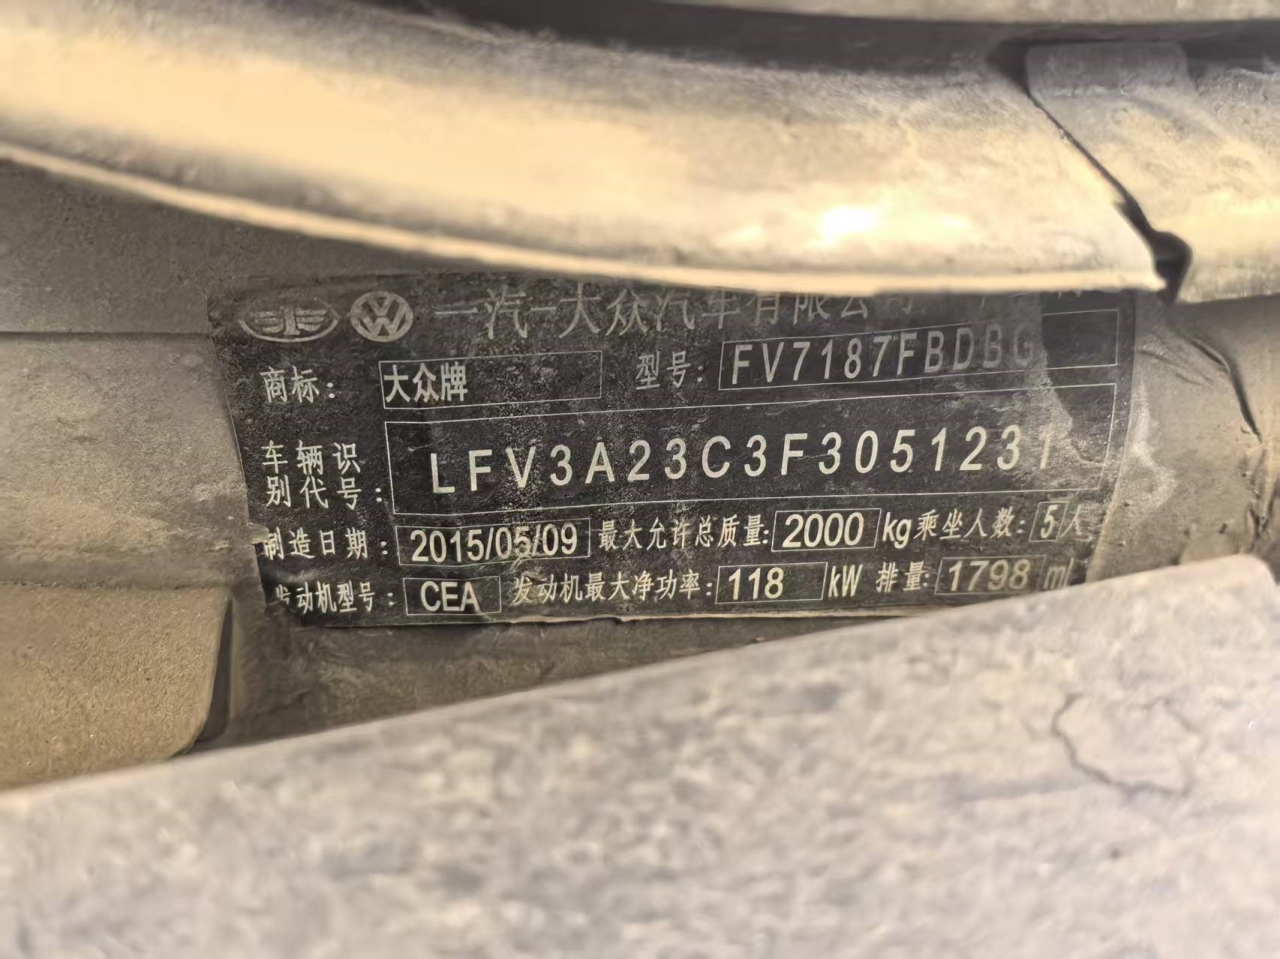 一汽-大众汽车有限公司
商标: 大众牌 型号: FV7187FBDBG
车辆识别代号: LFV3A23C3F3051231
制造日期: 2015/05/09 最大允许总质量: 2000 kg 乘坐人数: 5人
发动机型号: CEA 发动机最大净功率: 118 kW 排量: 1798 ml